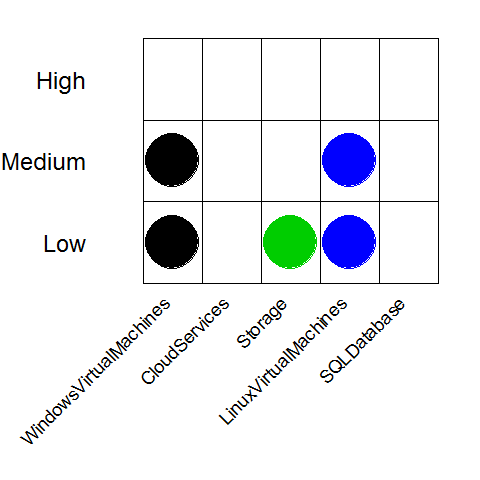 High
Medium
Low
WindowsVirtualMachines
CloudServices
Storage
LinuxVirtualMachines
SQLDatabase